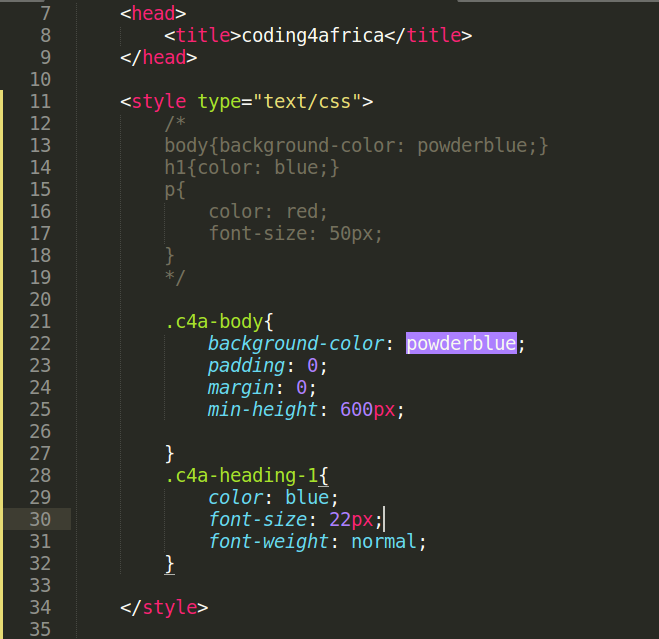 7 <head>
8 <title>coding4africa</title>
9 </head>
10
11 <style type="text/css">
12 /*
13 body{background-color: powderblue;}
14 h1{color: blue;}
15 p{
16 color: red;
17 font-size: 50px;
18 }
19 */
20
21 .c4a-body{
22 background-color: powderblue;
23 padding: 0;
24 margin: 0;
25 min-height: 600px;
26
27 }
28 .c4a-heading-1{
29 color: blue;
30 font-size: 22px;
31 font-weight: normal;
32 }
33
34 </style>
35